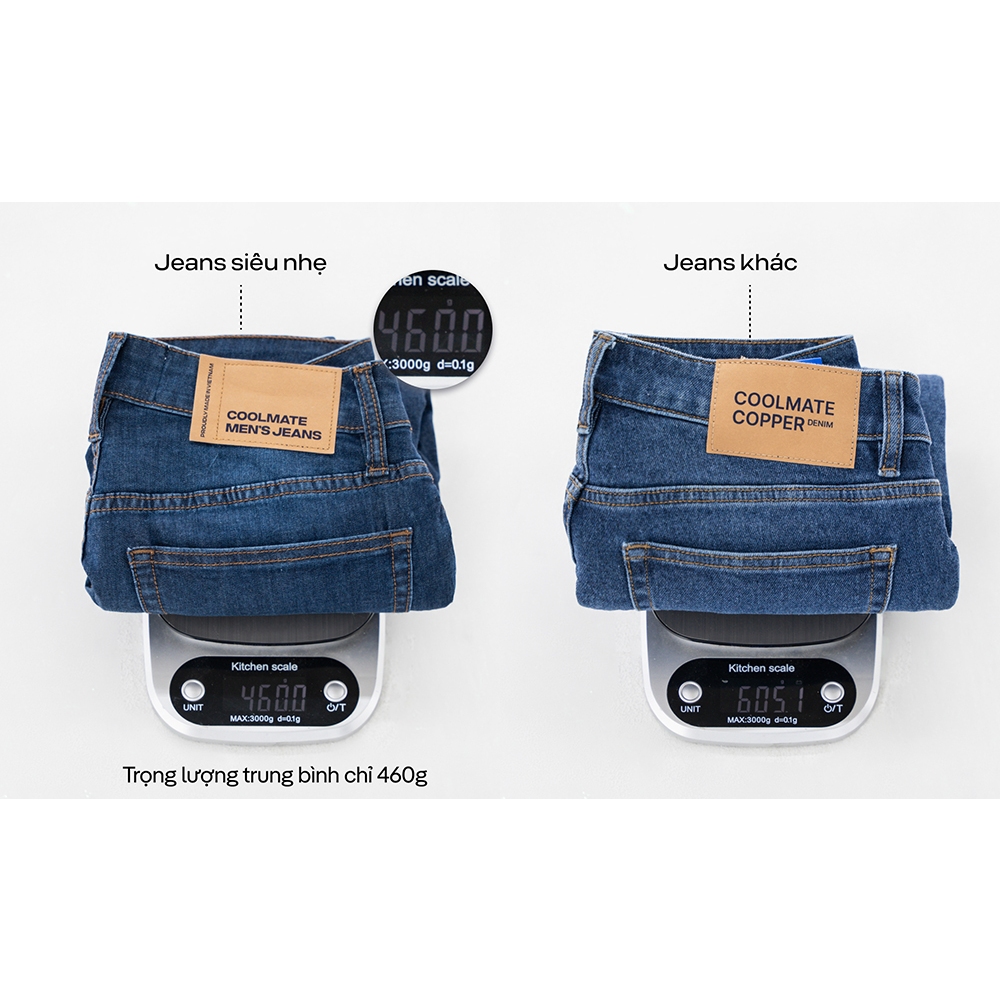 Jeans siêu nhẹ
hen scale
460.0
:3000g d=0.1g
PROUDLY MADE IN VIETNAM
COOLMATE
MEN'S JEANS
Kitchen scale
460.0
UNIT
⏻/T
MAX:3000g d=0.1g
Trọng lượng trung bình chỉ 460g
Jeans khác
COOLMATE
COPPER DENIM
Kitchen scale
605.1
UNIT
⏻/T
MAX:3000g d=0.1g